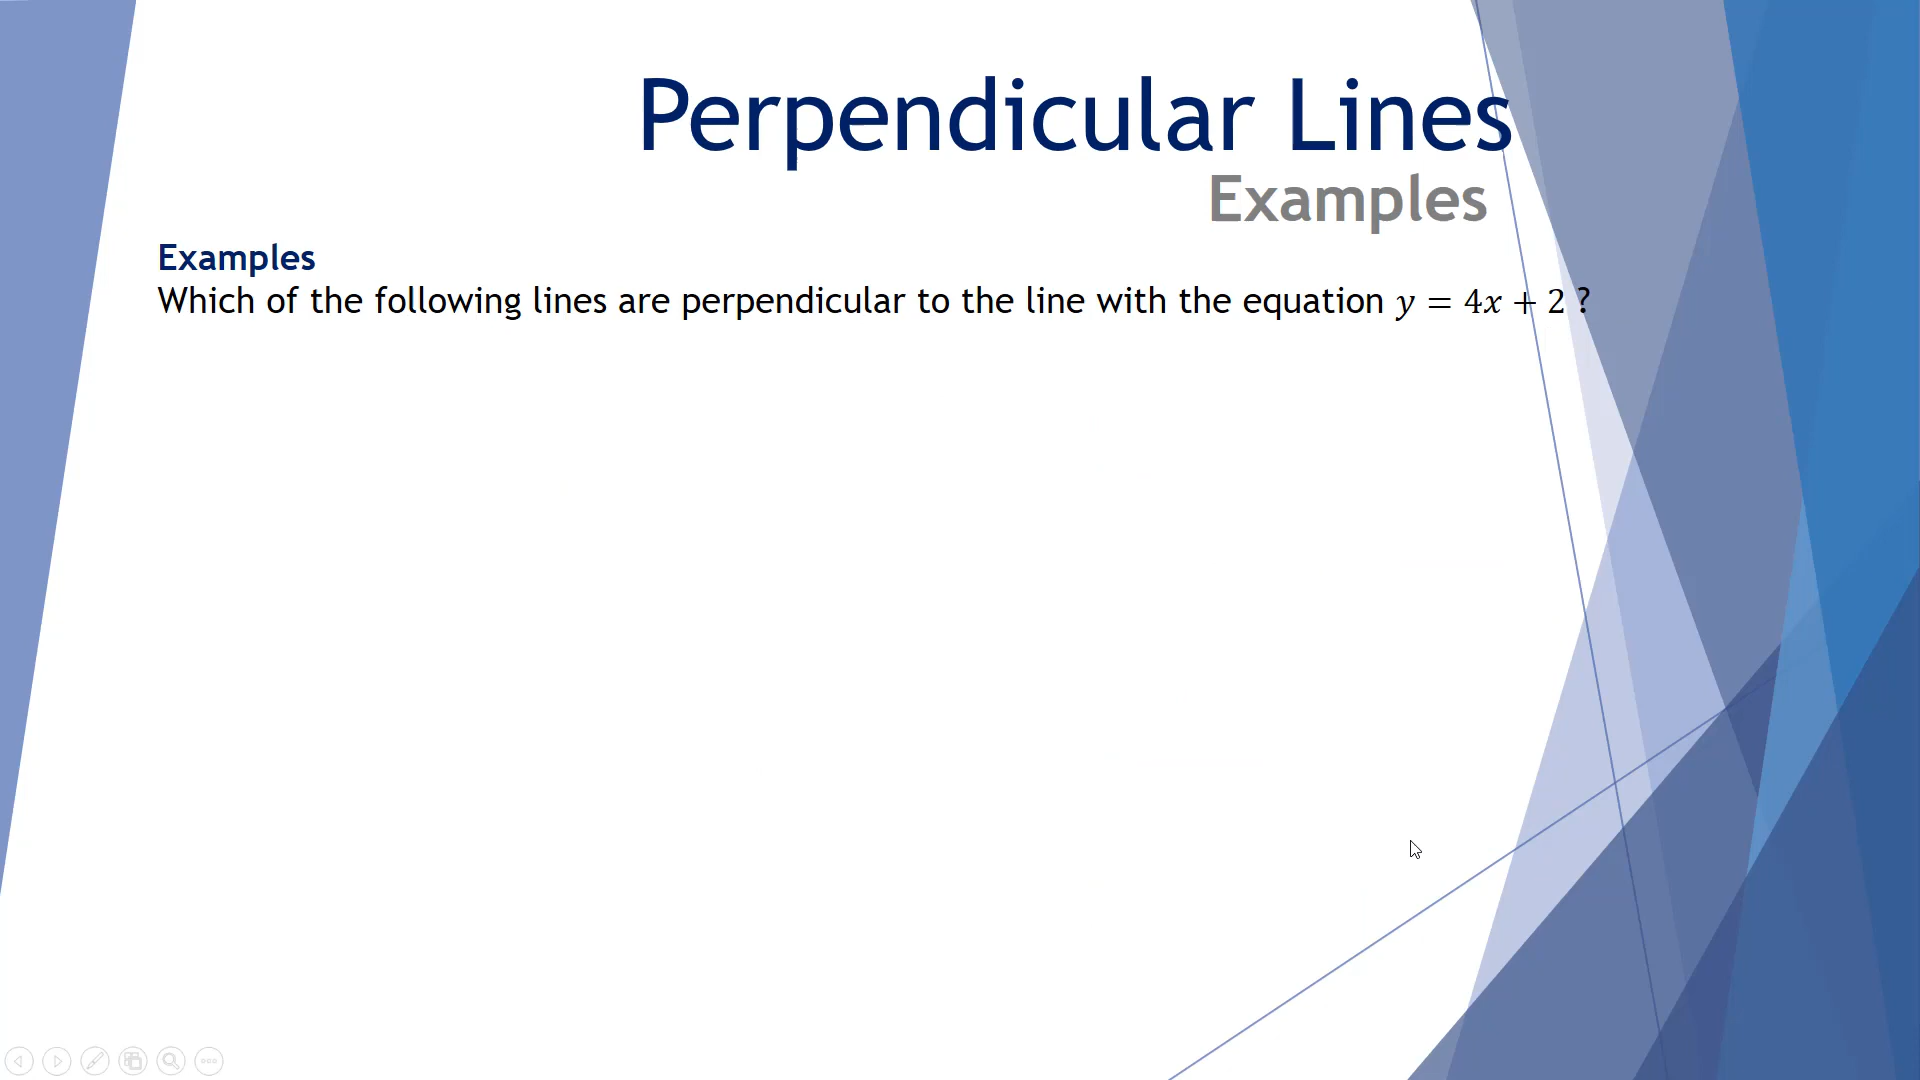 Perpendicular Lines
Examples
Examples
Which of the following lines are perpendicular to the line with the equation y = 4x + 2 ?